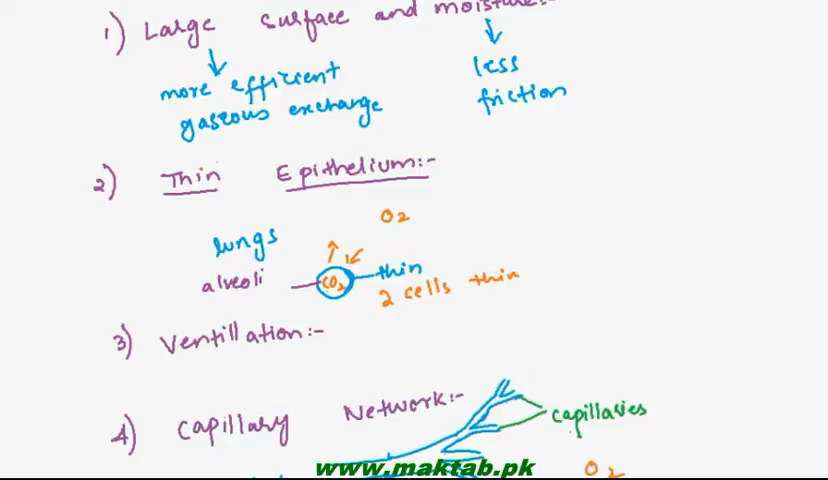 1) Large Surface and moisture:-
more efficient
gaseous exchange
less
friction
2) Thin Epithelium:-
O2
lungs
alveoli
CO2
thin
2 cells thin
3) Ventillation:-
4) Capillary Network:-
capillaries
O2
www.maktab.pk